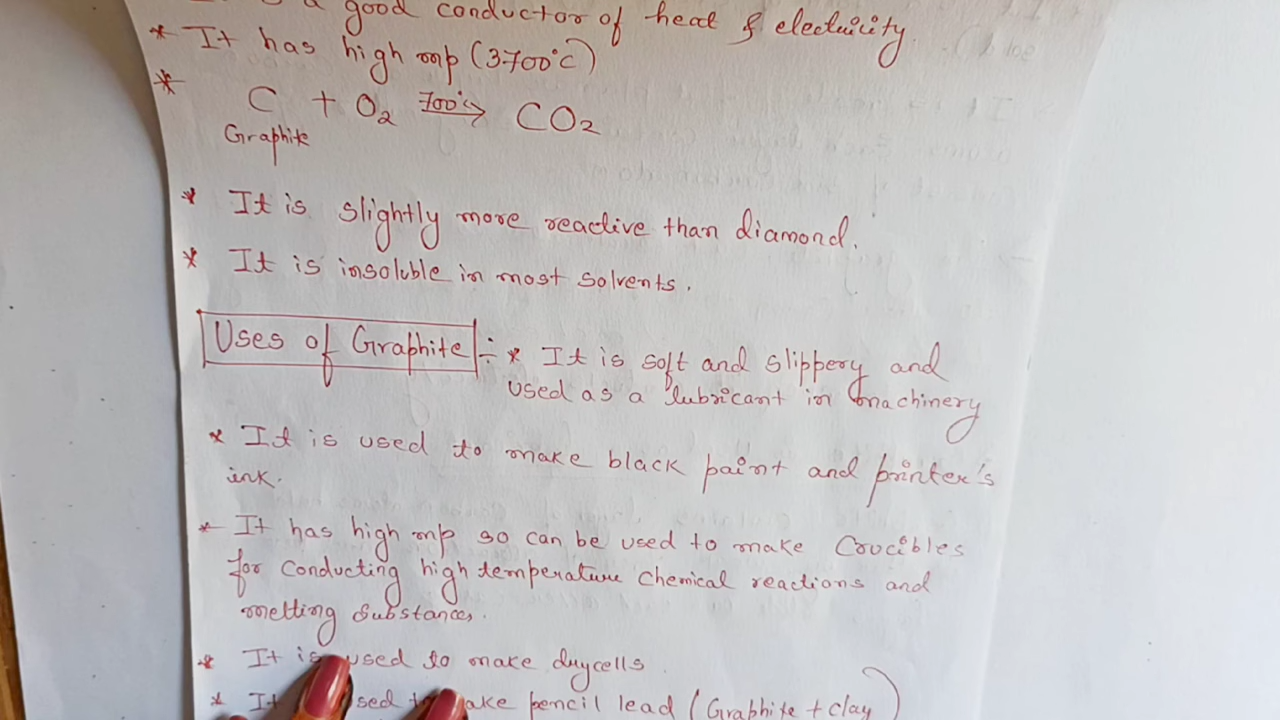 a good conductor of heat & electricity.
* It has high mp (3700°C)
* C + O₂ 700°C→ CO₂
Graphite
* It is slightly more reactive than diamond.
* It is insoluble in most solvents.
Uses of Graphite ÷ * It is soft and slippery and
used as a lubricant in machinery
* It is used to make black paint and printer's
ink.
* It has high mp so can be used to make Crucibles
for conducting high temperature chemical reactions and
melting substances.
* It is used to make drycells.
* It pencil lead (Graphite + clay)